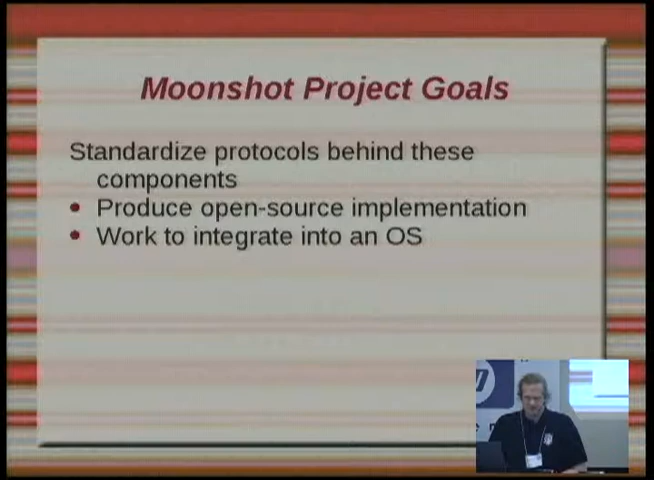 Moonshot Project Goals
Standardize protocols behind these
components
Produce open-source implementation
Work to integrate into an OS